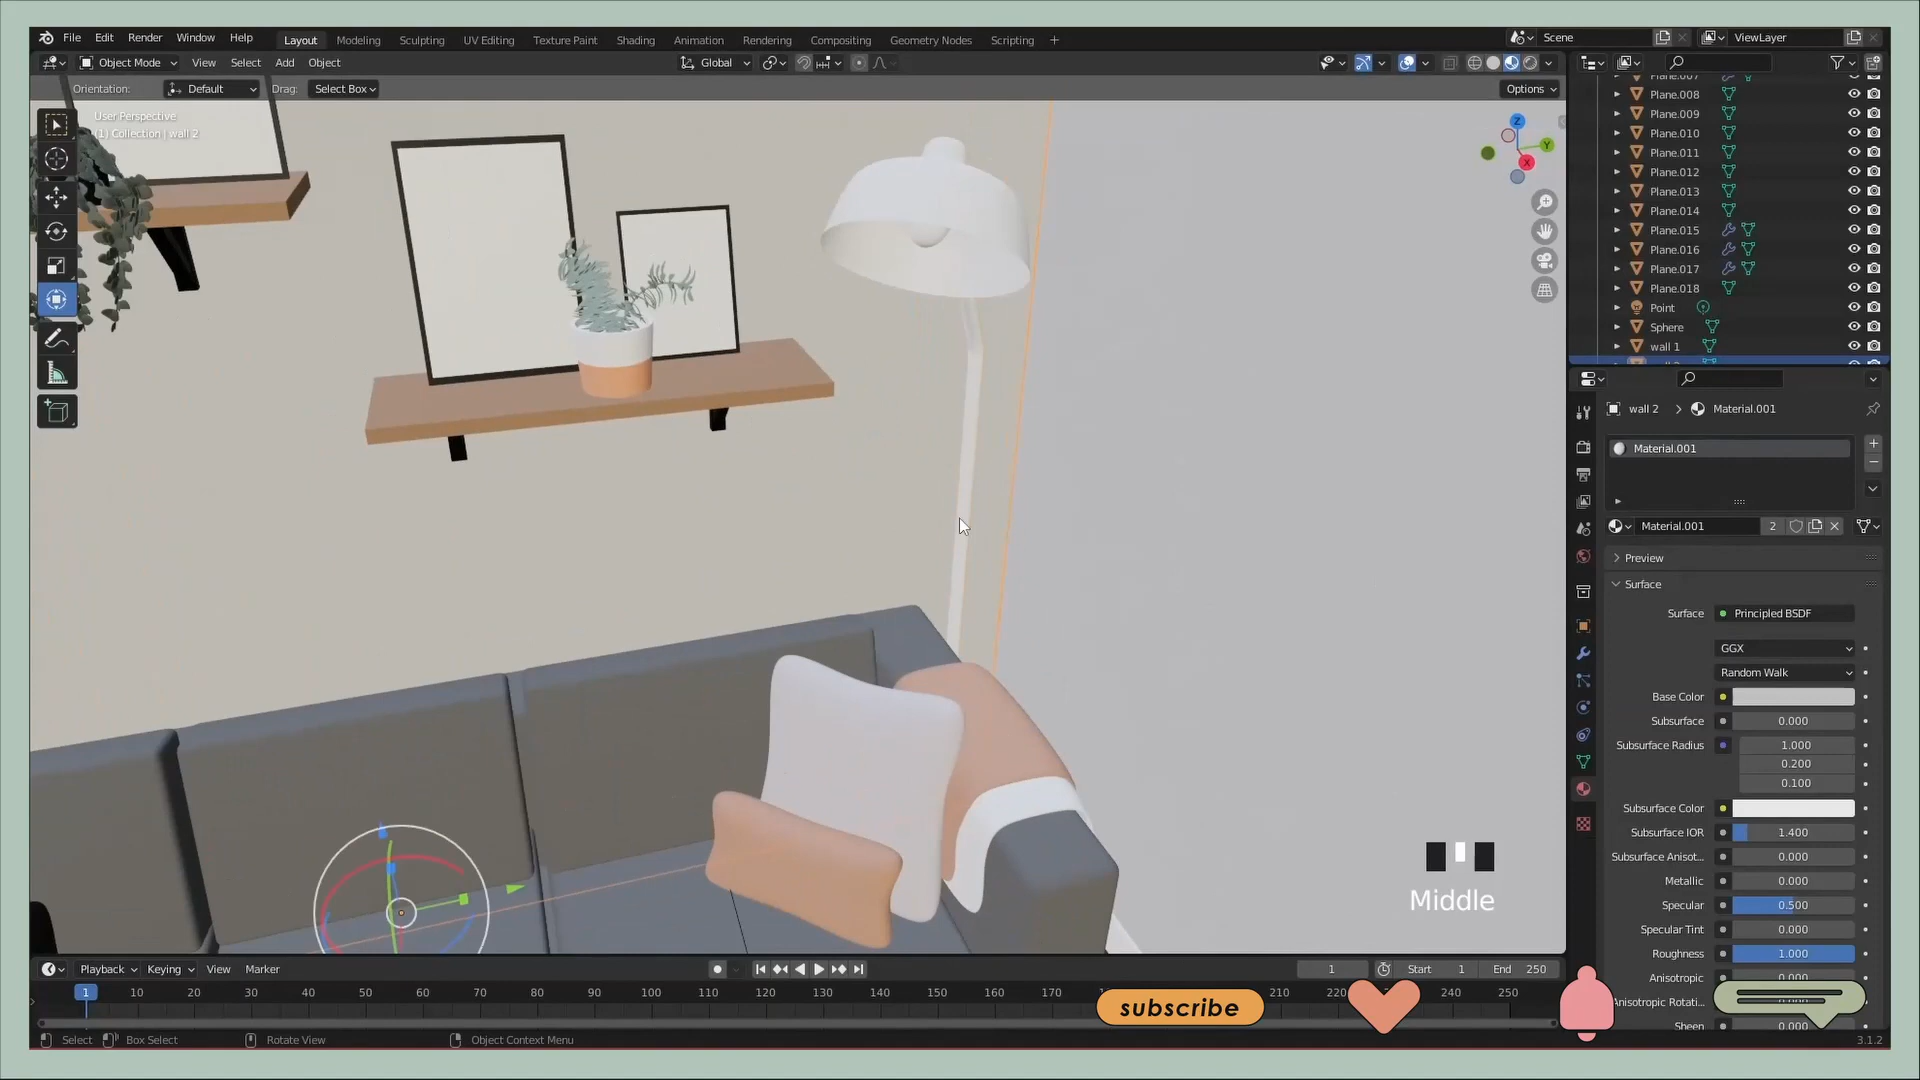 File Edit Render Window Help Layout Modeling Sculpting UV Editing Texture Paint Shading Animation Rendering Compositing Geometry Nodes Scripting + Scene ViewLayer
Object Mode View Select Add Object Global
Orientation: Default Drag: Select Box Options
User Perspective
(1) Collection | wall 2
Z
Y
X
Plane.007
Plane.008
Plane.009
Plane.010
Plane.011
Plane.012
Plane.013
Plane.014
Plane.015
Plane.016
Plane.017
Plane.018
Point
Sphere
wall 1
wall 2 > Material.001
Material.001
Material.001 2
Preview
Surface
Surface Principled BSDF
GGX
Random Walk
Base Color
Subsurface 0.000
Subsurface Radius 1.000
0.200
0.100
Subsurface Color
Subsurface IOR 1.400
Subsurface Anisot... 0.000
Metallic 0.000
Specular 0.500
Specular Tint 0.000
Roughness 1.000
Anisotropic 0.000
Anisotropic Rotati...
Sheen 0.000
Middle
Playback Keying View Marker 1 Start 1 End 250
1 10 20 30 40 50 60 70 80 90 100 110 120 130 140 150 160 170 210 220 240 250
subscribe
Select Box Select Rotate View Object Context Menu 3.1.2